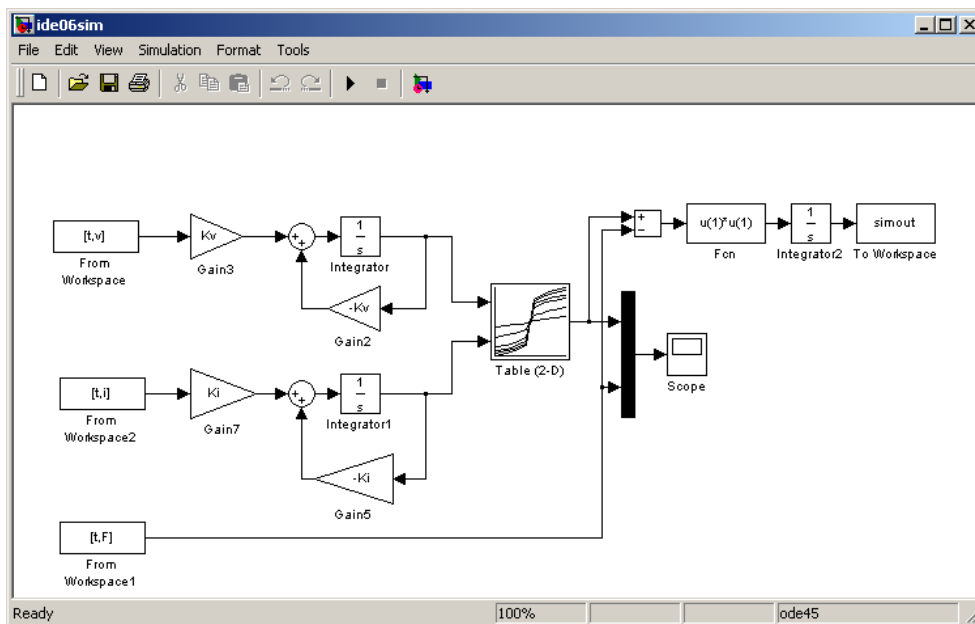 ide06sim
File Edit View Simulation Format Tools
[t,v]
From
Workspace
Kv
Gain3
+
+
1
s
Integrator
-Kv
Gain2
[t,i]
From
Workspace2
Ki
Gain7
+
+
1
s
Integrator1
-Ki
Gain5
[t,F]
From
Workspace1
Table (2-D)
+
−
u(1)*u(1)
Fcn
1
s
Integrator2
simout
To Workspace
Scope
Ready
100%
ode45